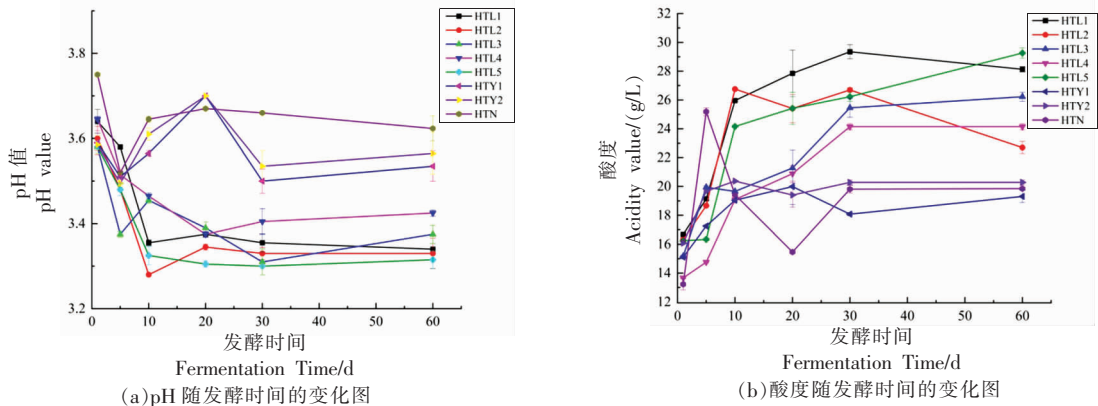 pH 值
pH value
3.8
3.6
3.4
3.2
0
10
20
30
40
50
60
HTL1
HTL2
HTL3
HTL4
HTL5
HTY1
HTY2
HTN
发酵时间
Fermentation Time/d
(a)pH 随发酵时间的变化图
酸度
Acidity value/(g/L)
32
30
28
26
24
22
20
18
16
14
12
0
10
20
30
40
50
60
HTL1
HTL2
HTL3
HTL4
HTL5
HTY1
HTY2
HTN
发酵时间
Fermentation Time/d
(b)酸度随发酵时间的变化图